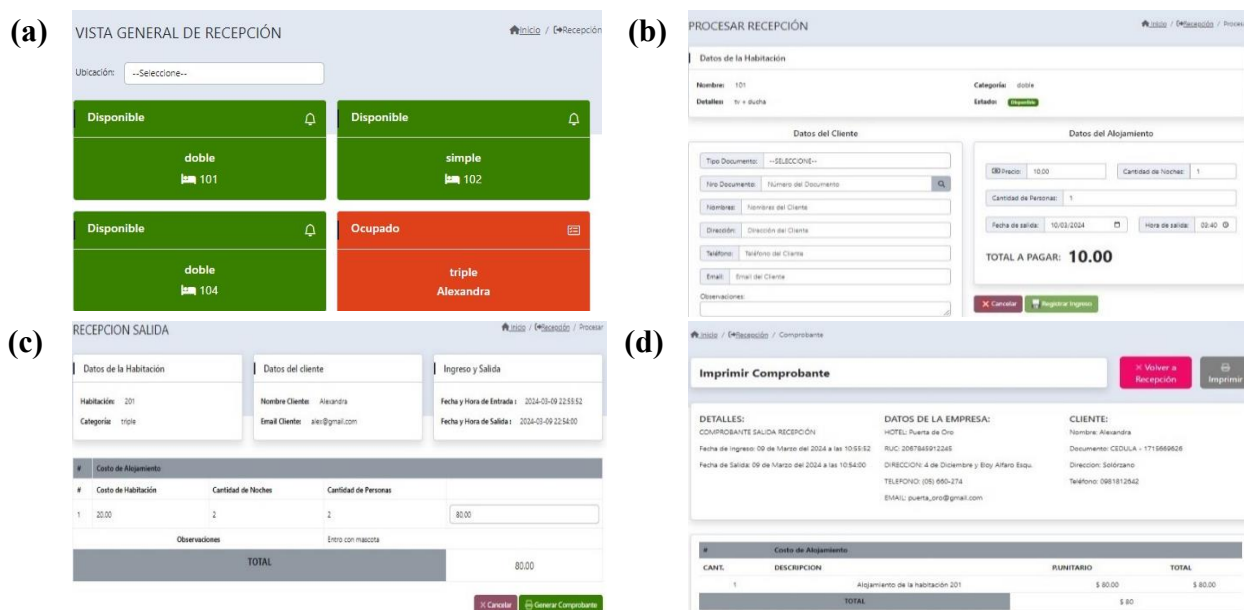 (a)
VISTA GENERAL DE RECEPCIÓN
Inicio / Recepción
Ubicación: --Seleccione--
Disponible
doble
101
Disponible
simple
102
Disponible
doble
104
Ocupado
triple
Alexandra
(b)
PROCESAR RECEPCIÓN
Inicio / Recepción / Proces
Datos de la Habitación
Nombre: 101
Categoría: doble
Detalles: tv + ducha
Estado: Disponible
Datos del Cliente
Tipo Documento: --SELECCIONE--
Nro Documento: Número del Documento
Nombres: Nombres del Cliente
Dirección: Dirección del Cliente
Teléfono: Teléfono del Cliente
Email: Email del Cliente
Observaciones:
Datos del Alojamiento
Precio: 10.00 Cantidad de Noches: 1
Cantidad de Personas: 1
Fecha de salida: 10/03/2024 Hora de salida: 03:40
TOTAL A PAGAR: 10.00
Cancelar Registrar Ingreso
(c)
RECEPCION SALIDA
Inicio / Recepción / Procesar
Datos de la Habitación
Habitación: 201
Categoría: triple
Datos del cliente
Nombre Cliente: Alexandra
Email Cliente: alex@gmail.com
Ingreso y Salida
Fecha y Hora de Entrada : 2024-03-09 22:53:52
Fecha y Hora de Salida : 2024-03-09 22:54:00
# Costo de Alojamiento
# Costo de Habitación Cantidad de Noches Cantidad de Personas
1 20.00 2 2 80.00
Observaciones Entro con mascota
TOTAL 80.00
Cancelar Generar Comprobante
(d)
Inicio / Recepción / Comprobante
Imprimir Comprobante
Volver a
Recepción
Imprimir
DETALLES:
COMPROBANTE SALIDA RECEPCIÓN
Fecha de Ingreso: 09 de Marzo del 2024 a las 10:55:52
Fecha de Salida: 09 de Marzo del 2024 a las 10:54:00
DATOS DE LA EMPRESA:
HOTEL: Puerta de Oro
RUC: 2067845912245
DIRECCION: 4 de Diciembre y Eloy Alfaro Esqu.
TELEFONO: (05) 660-274
EMAIL: puerta_oro@gmail.com
CLIENTE:
Nombre: Alexandra
Documento: CEDULA - 1715669626
Direccion: Solórzano
Teléfono: 0981812642
# Costo de Alojamiento
CANT. DESCRIPCION P.UNITARIO TOTAL
1 Alojamiento de la habitación 201 $ 80.00 $ 80.00
TOTAL $ 80